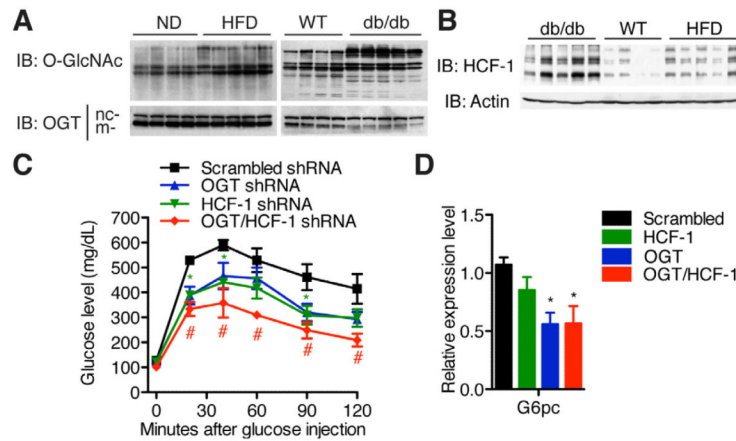 A
ND HFD WT db/db
IB: O-GlcNAc
IB: OGT nc-
m-
B
db/db WT HFD
IB: HCF-1
IB: Actin
C
Scrambled shRNA
OGT shRNA
HCF-1 shRNA
OGT/HCF-1 shRNA
Glucose level (mg/dL)
700
600
500
400
300
200
100
0
* * *
# # # # #
0 30 60 90 120
Minutes after glucose injection
D
Scrambled
HCF-1
OGT
OGT/HCF-1
Relative expression level
1.5
1.0
0.5
0.0
* *
G6pc